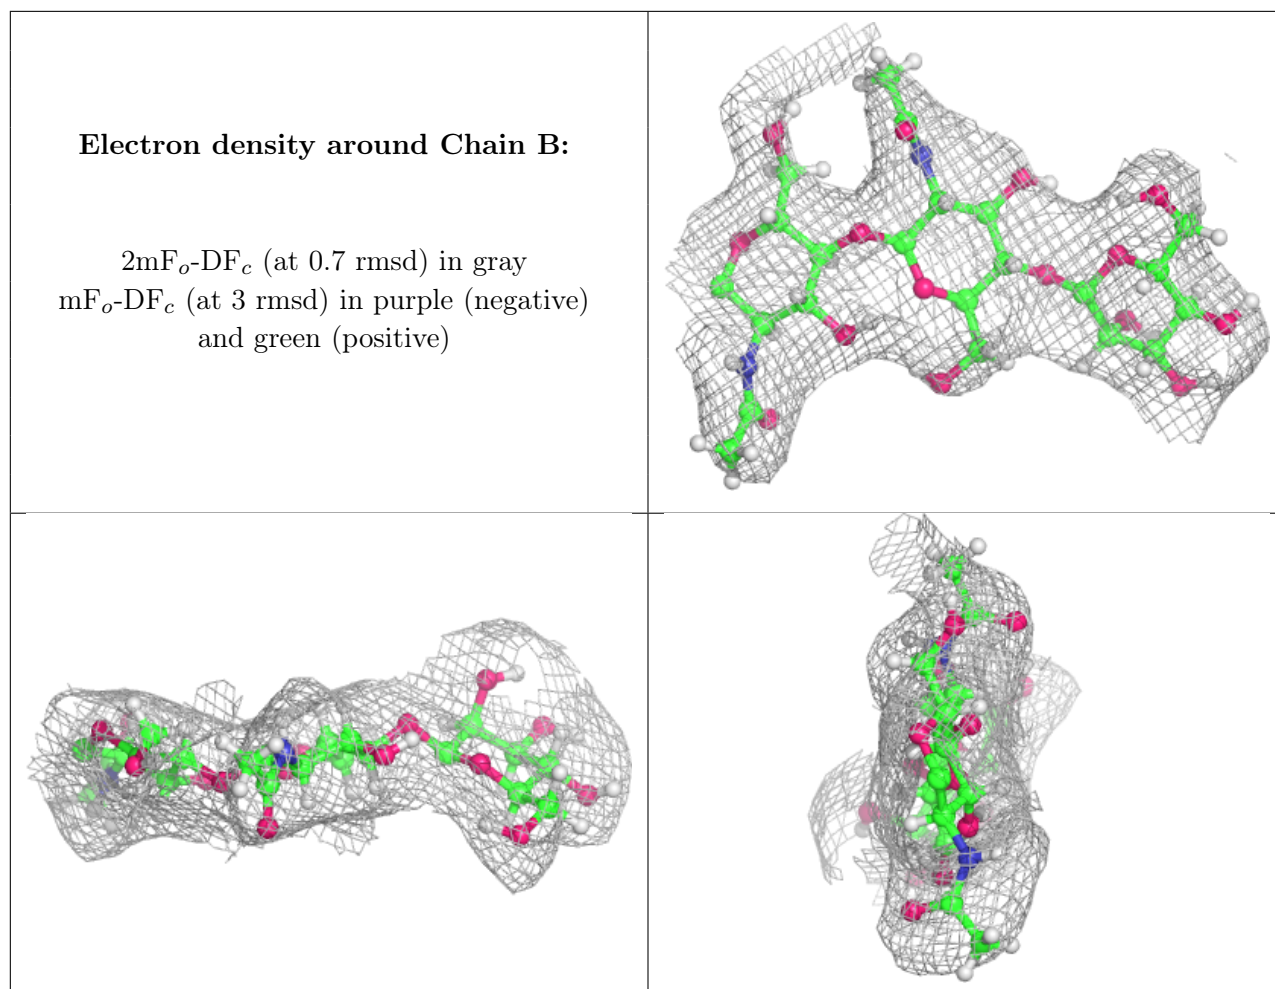 Electron density around Chain B:
2mFo-DFc (at 0.7 rmsd) in gray
mFo-DFc (at 3 rmsd) in purple (negative)
and green (positive)